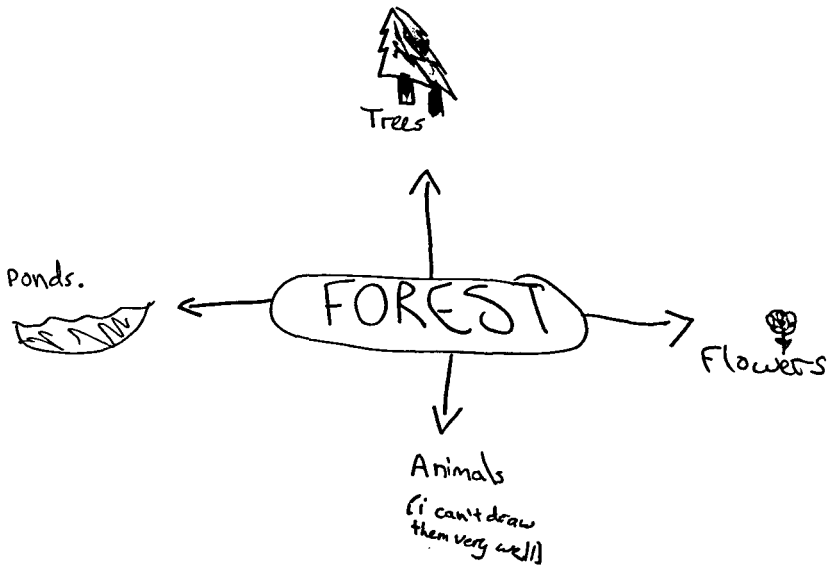 Trees
ponds.
FOREST
Flowers
Animals
(i can't draw
them very well)